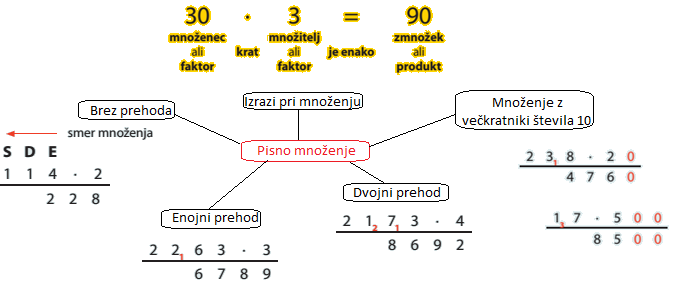 30 · 3 = 90
množenec krat množitelj je enako zmnožek
ali ali ali
faktor faktor produkt
Brez prehoda
Izrazi pri množenju
Množenje z
večkratniki števila 10
smer množenja
Pisno množenje
S D E
1 1 4 · 2
2 2 8
Enojni prehod
2 2 1 6 3 · 3
6 7 8 9
Dvojni prehod
2 1 2 7 1 3 · 4
8 6 9 2
2 3 1 8 · 2 0
4 7 6 0
1 3 7 · 5 0 0
8 5 0 0